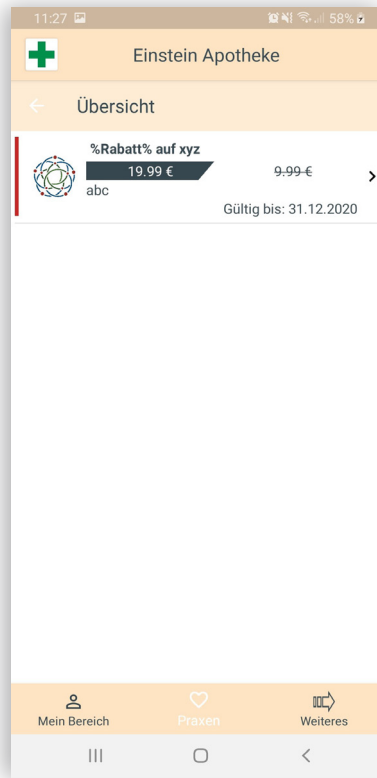 11:27 58%
Einstein Apotheke
Übersicht
%Rabatt% auf xyz
19.99 € 9.99 €
abc
Gültig bis: 31.12.2020
Mein Bereich Praxen Weiteres